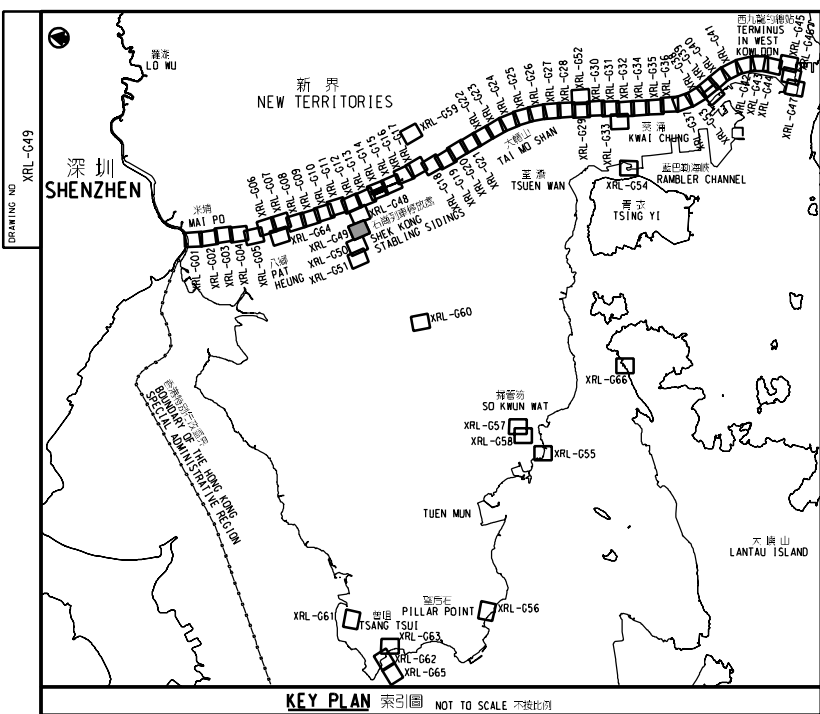 DRAWING NO
XRL-G49
LO WU
新 界
NEW TERRITORIES
深 圳
SHENZHEN
米埔
MAI PO
西九龍的總站
TERMINUS
IN WEST
KOWLOON
XRL-G01
XRL-G02
XRL-G03
XRL-G04
XRL-G05
XRL-G06
XRL-G07
XRL-G08
XRL-G09
XRL-G10
XRL-G11
XRL-G12
XRL-G13
XRL-G14
XRL-G15
XRL-G16
XRL-G17
XRL-G59
XRL-G18
XRL-G19
XRL-G20
XRL-G21
XRL-G22
XRL-G23
XRL-G24
XRL-G25
XRL-G26
XRL-G27
XRL-G28
XRL-G52
XRL-G29
XRL-G30
XRL-G31
XRL-G32
XRL-G33
XRL-G34
XRL-G35
XRL-G36
XRL-G37
XRL-G40
XRL-G41
XRL-G53
XRL-G42
XRL-G43
XRL-G44
XRL-G45
XRL-G46
XRL-G47
大帽山
TAI MO SHAN
葵涌
KWAI CHUNG
荃灣
TSUEN WAN
藍巴勒海峽
RAMBLER CHANNEL
XRL-G54
青衣
TSING YI
XRL-G64
八鄉
PAT
HEUNG
XRL-G48
XRL-G49
XRL-G50
XRL-G51
石崗列車停放處
SHEK KONG
STABLING SIDINGS
XRL-G60
XRL-G66
香港特別行政區界
BOUNDARY OF THE HONG KONG
SPECIAL ADMINISTRATIVE REGION
掃管笏
SO KWUN WAT
XRL-G57
XRL-G58
XRL-G55
TUEN MUN
大嶼山
LANTAU ISLAND
XRL-G61
曾咀
TSANG TSUI
望后石
PILLAR POINT
XRL-G56
XRL-G63
XRL-G62
XRL-G65
KEY PLAN 索引圖 NOT TO SCALE 不按比例